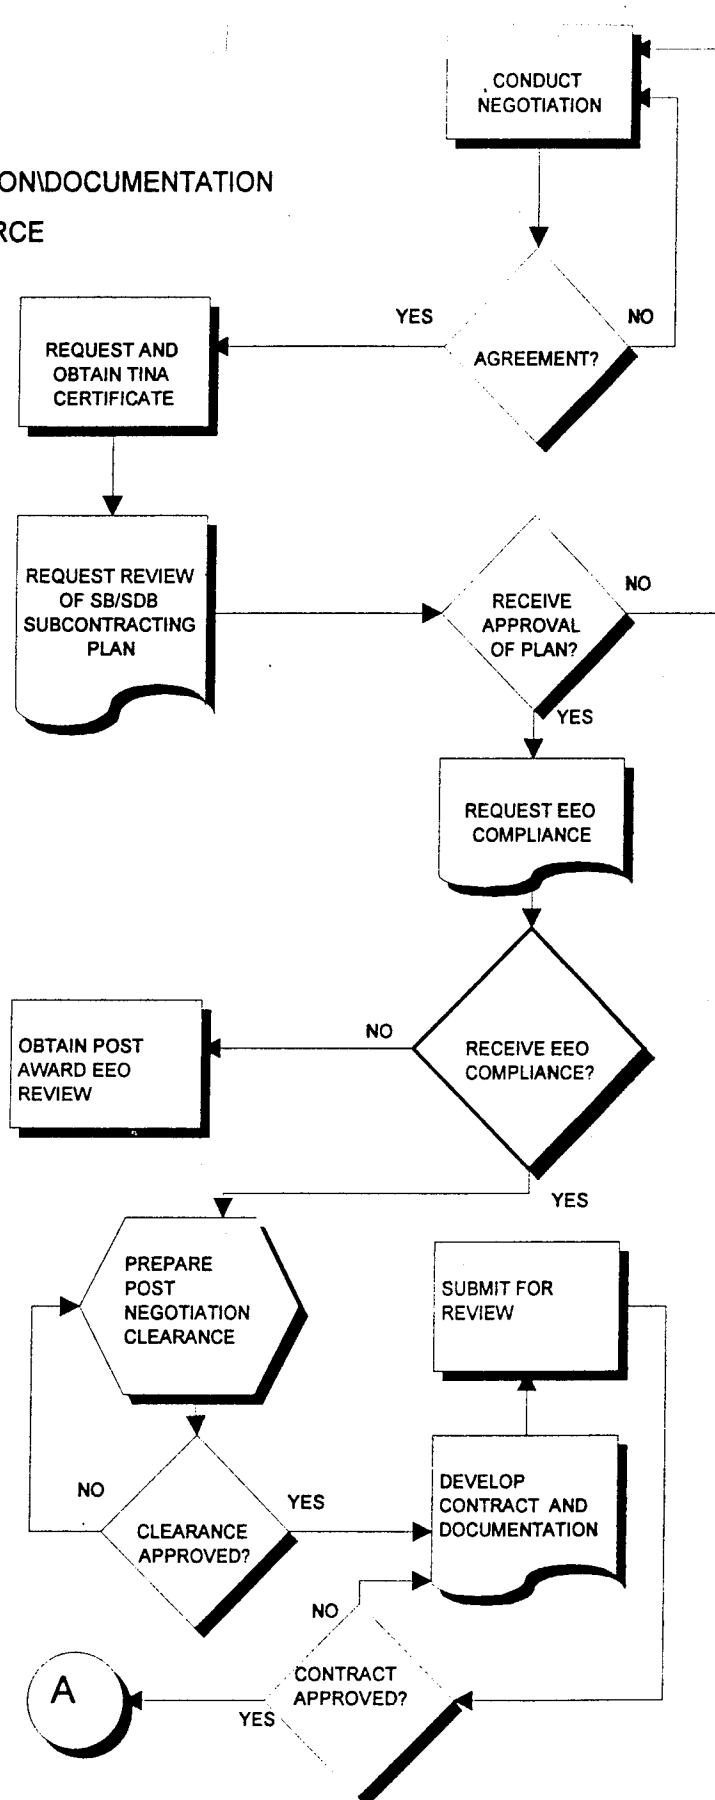 CONDUCT
NEGOTIATION
ON\DOCUMENTATION
RCE
YES
NO
AGREEMENT?
REQUEST AND
OBTAIN TINA
CERTIFICATE
REQUEST REVIEW
OF SB/SDB
SUBCONTRACTING
PLAN
RECEIVE
APPROVAL
OF PLAN?
NO
YES
REQUEST EEO
COMPLIANCE
OBTAIN POST
AWARD EEO
REVIEW
NO
RECEIVE EEO
COMPLIANCE?
YES
PREPARE
POST
NEGOTIATION
CLEARANCE
SUBMIT FOR
REVIEW
NO
YES
CLEARANCE
APPROVED?
DEVELOP
CONTRACT AND
DOCUMENTATION
NO
CONTRACT
APPROVED?
YES
A